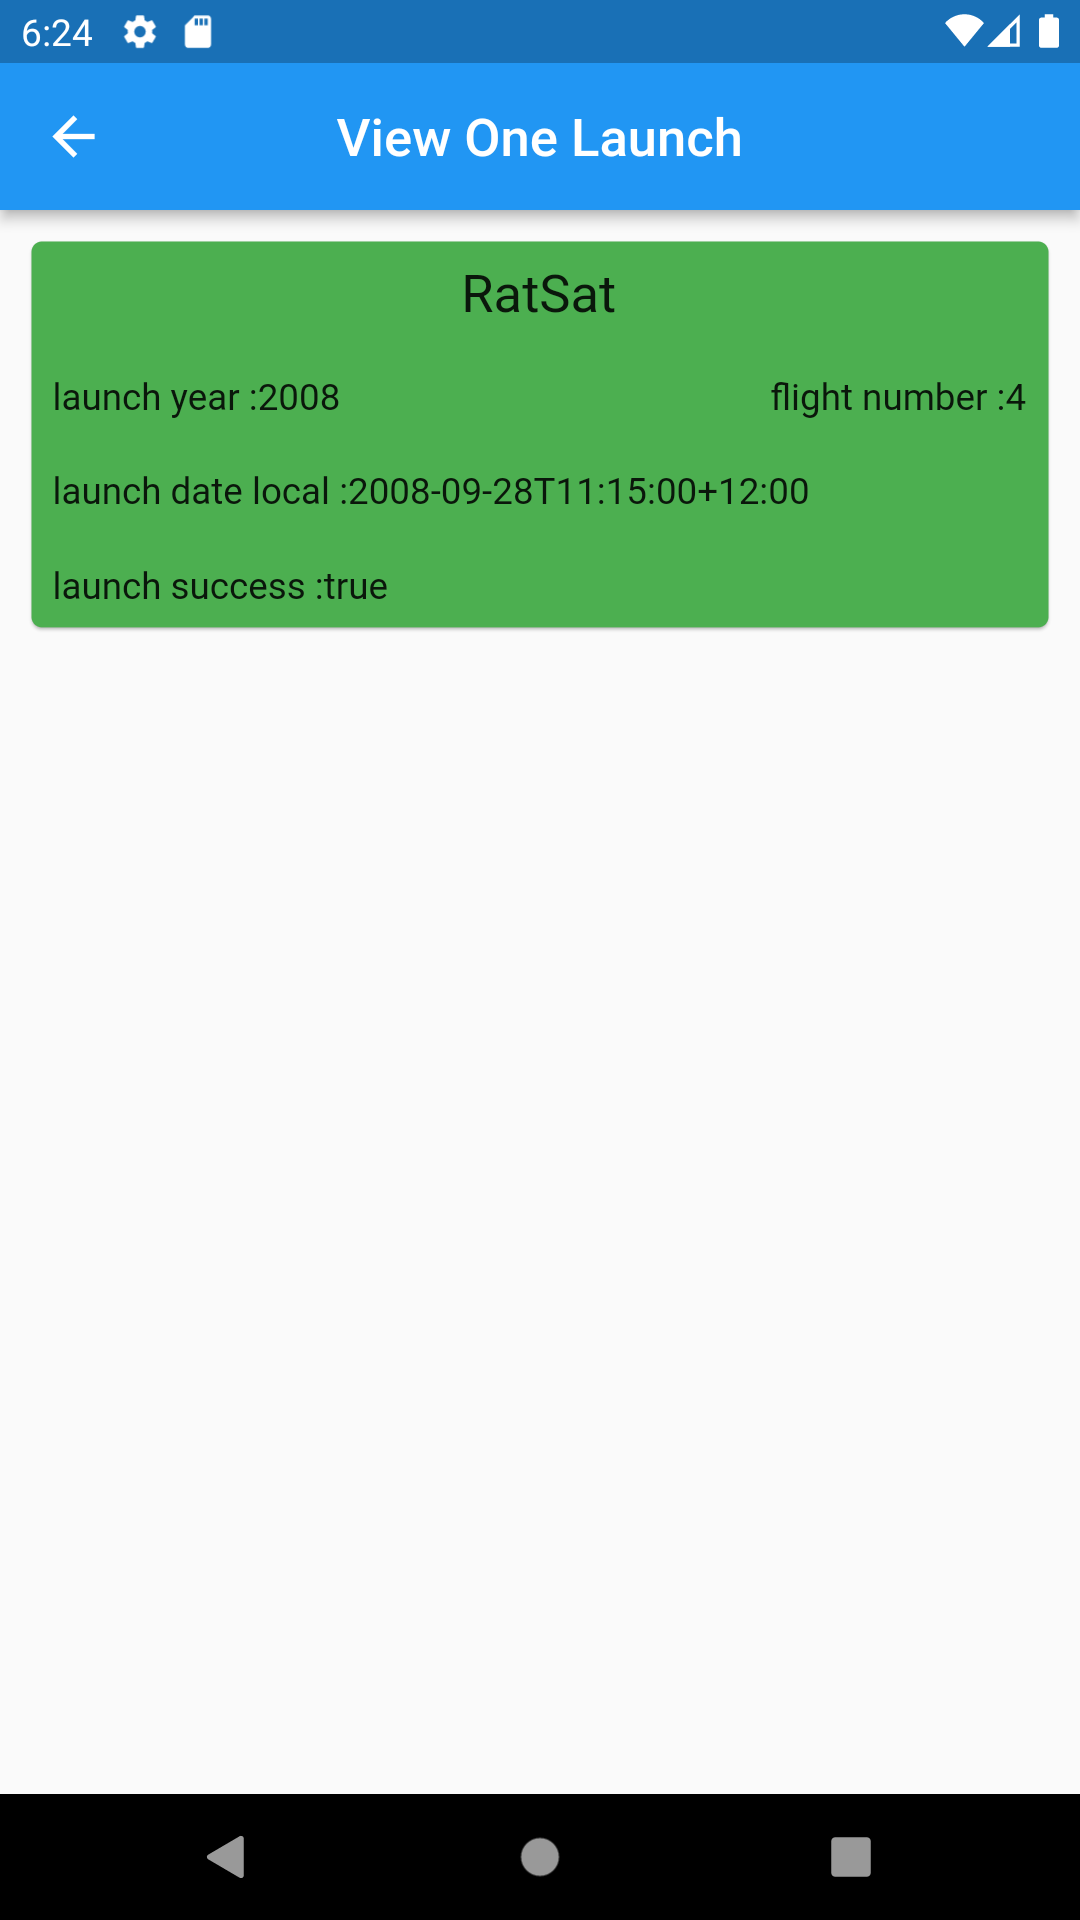 6:24
View One Launch
RatSat
launch year :2008 flight number :4
launch date local :2008-09-28T11:15:00+12:00
launch success :true